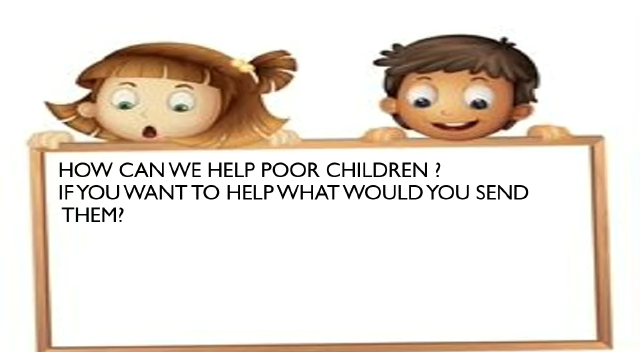 HOW CAN WE HELP POOR CHILDREN ?
IF YOU WANT TO HELP WHAT WOULD YOU SEND
THEM?